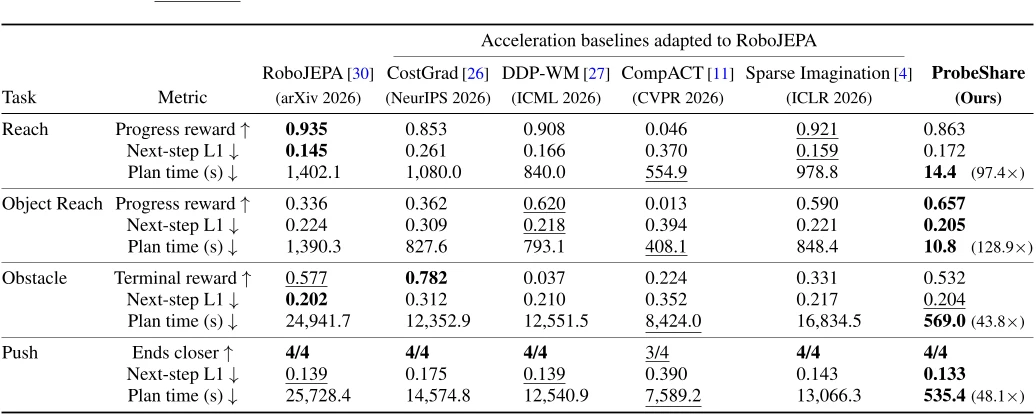 Acceleration baselines adapted to RoboJEPA
RoboJEPA [30] CostGrad [26] DDP-WM [27] CompACT [11] Sparse Imagination [4] ProbeShare
Task Metric (arXiv 2026) (NeurIPS 2026) (ICML 2026) (CVPR 2026) (ICLR 2026) (Ours)
Reach Progress reward ↑ 0.935 0.853 0.908 0.046 0.921 0.863
Next-step L1 ↓ 0.145 0.261 0.166 0.370 0.159 0.172
Plan time (s) ↓ 1,402.1 1,080.0 840.0 554.9 978.8 14.4 (97.4×)
Object Reach Progress reward ↑ 0.336 0.362 0.620 0.013 0.590 0.657
Next-step L1 ↓ 0.224 0.309 0.218 0.394 0.221 0.205
Plan time (s) ↓ 1,390.3 827.6 793.1 408.1 848.4 10.8 (128.9×)
Obstacle Terminal reward ↑ 0.577 0.782 0.037 0.224 0.331 0.532
Next-step L1 ↓ 0.202 0.312 0.210 0.352 0.217 0.204
Plan time (s) ↓ 24,941.7 12,352.9 12,551.5 8,424.0 16,834.5 569.0 (43.8×)
Push Ends closer ↑ 4/4 4/4 4/4 3/4 4/4 4/4
Next-step L1 ↓ 0.139 0.175 0.139 0.390 0.143 0.133
Plan time (s) ↓ 25,728.4 14,574.8 12,540.9 7,589.2 13,066.3 535.4 (48.1×)